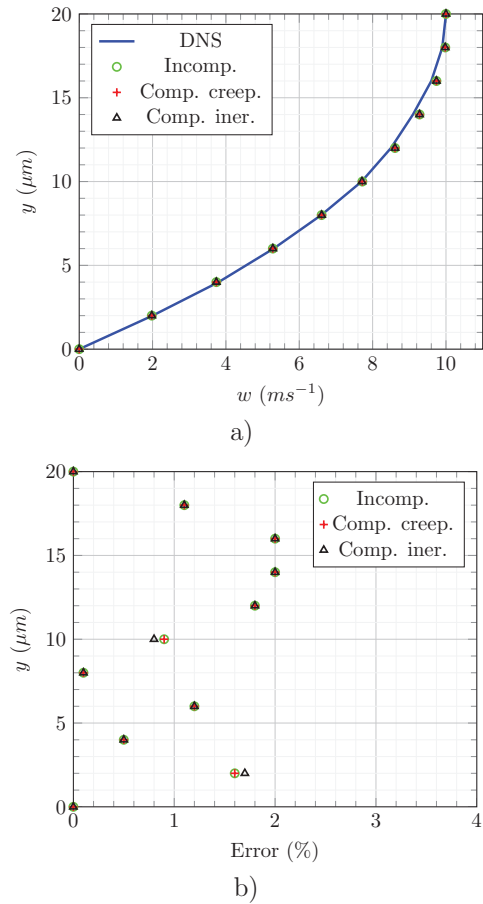 20
15
10
5
0
y (μm)
DNS
Incomp.
Comp. creep.
Comp. iner.
0 2 4 6 8 10
w (ms⁻¹)
a)
20
15
10
5
0
y (μm)
Incomp.
Comp. creep.
Comp. iner.
0 1 2 3 4
Error (%)
b)